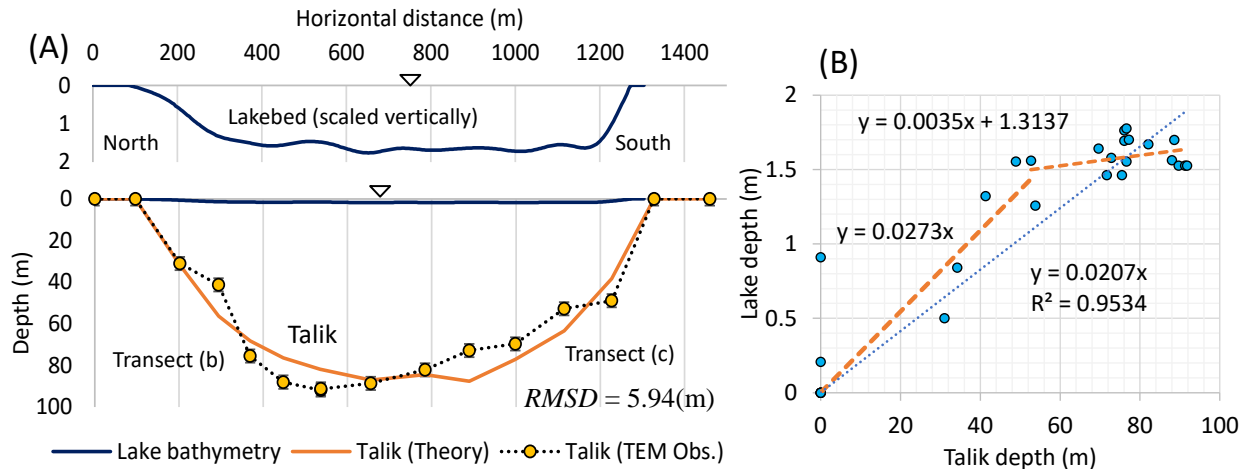 Horizontal distance (m)
(A)
0 200 400 600 800 1000 1200 1400
0
1
2
Lakebed (scaled vertically)
North
South
0
20
40
60
80
100
Depth (m)
Talik
Transect (b)
Transect (c)
RMSD = 5.94(m)
Lake bathymetry Talik (Theory) Talik (TEM Obs.)
(B)
2
1.5
1
0.5
0
Lake depth (m)
y = 0.0035x + 1.3137
y = 0.0273x
y = 0.0207x
R² = 0.9534
0 20 40 60 80 100
Talik depth (m)